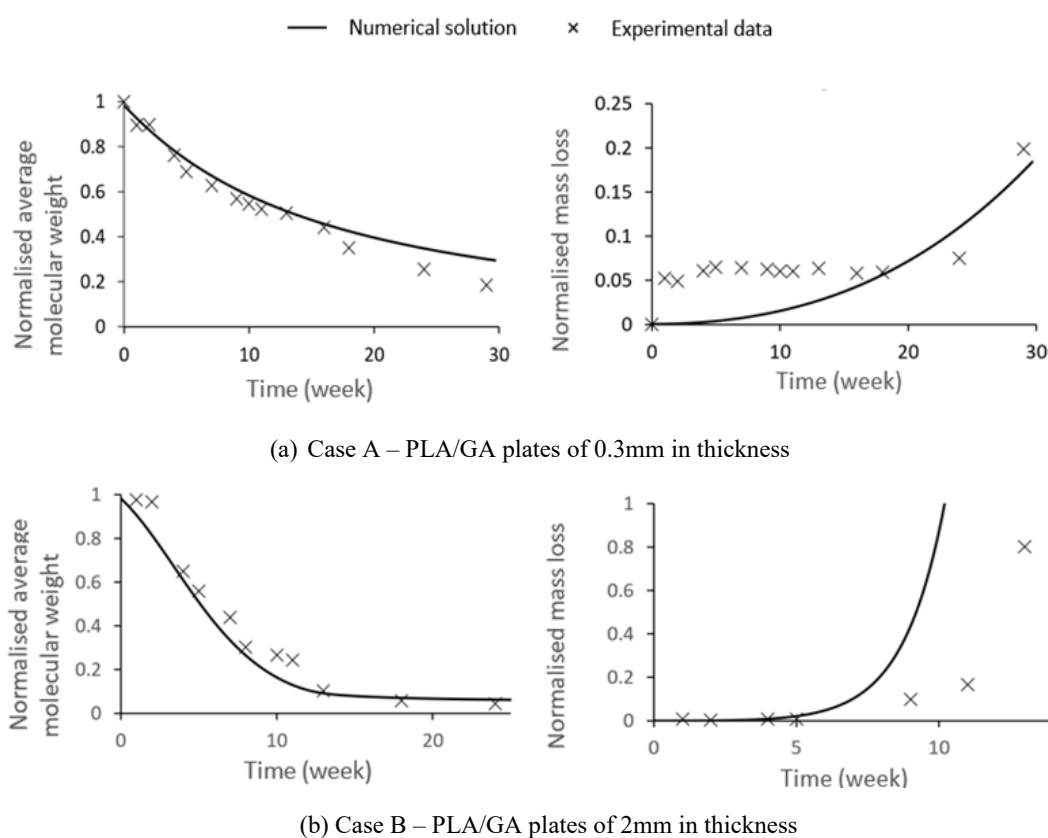 Numerical solution × Experimental data
Normalised average
molecular weight
1
0.8
0.6
0.4
0.2
0
0 10 20 30
Time (week)
Normalised mass loss
0.25
0.2
0.15
0.1
0.05
0
0 10 20 30
Time (week)
(a) Case A – PLA/GA plates of 0.3mm in thickness
Normalised average
molecular weight
1
0.8
0.6
0.4
0.2
0
0 10 20
Time (week)
Normalised mass loss
1
0.8
0.6
0.4
0.2
0
0 5 10
Time (week)
(b) Case B – PLA/GA plates of 2mm in thickness